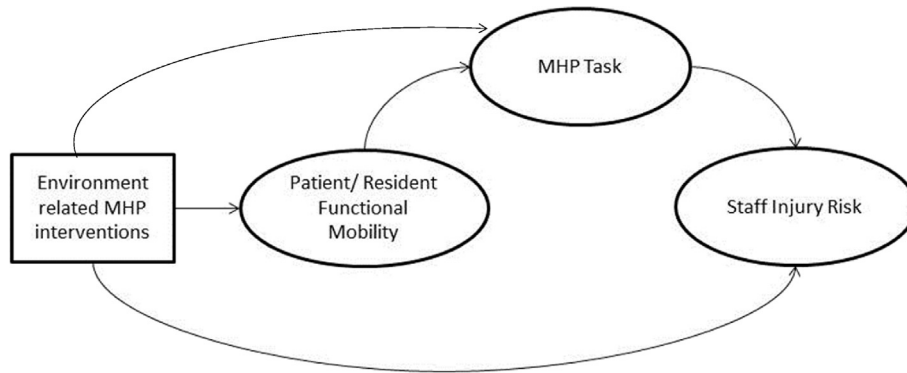 MHP Task
Environment
related MHP
interventions
Patient/ Resident
Functional
Mobility
Staff Injury Risk